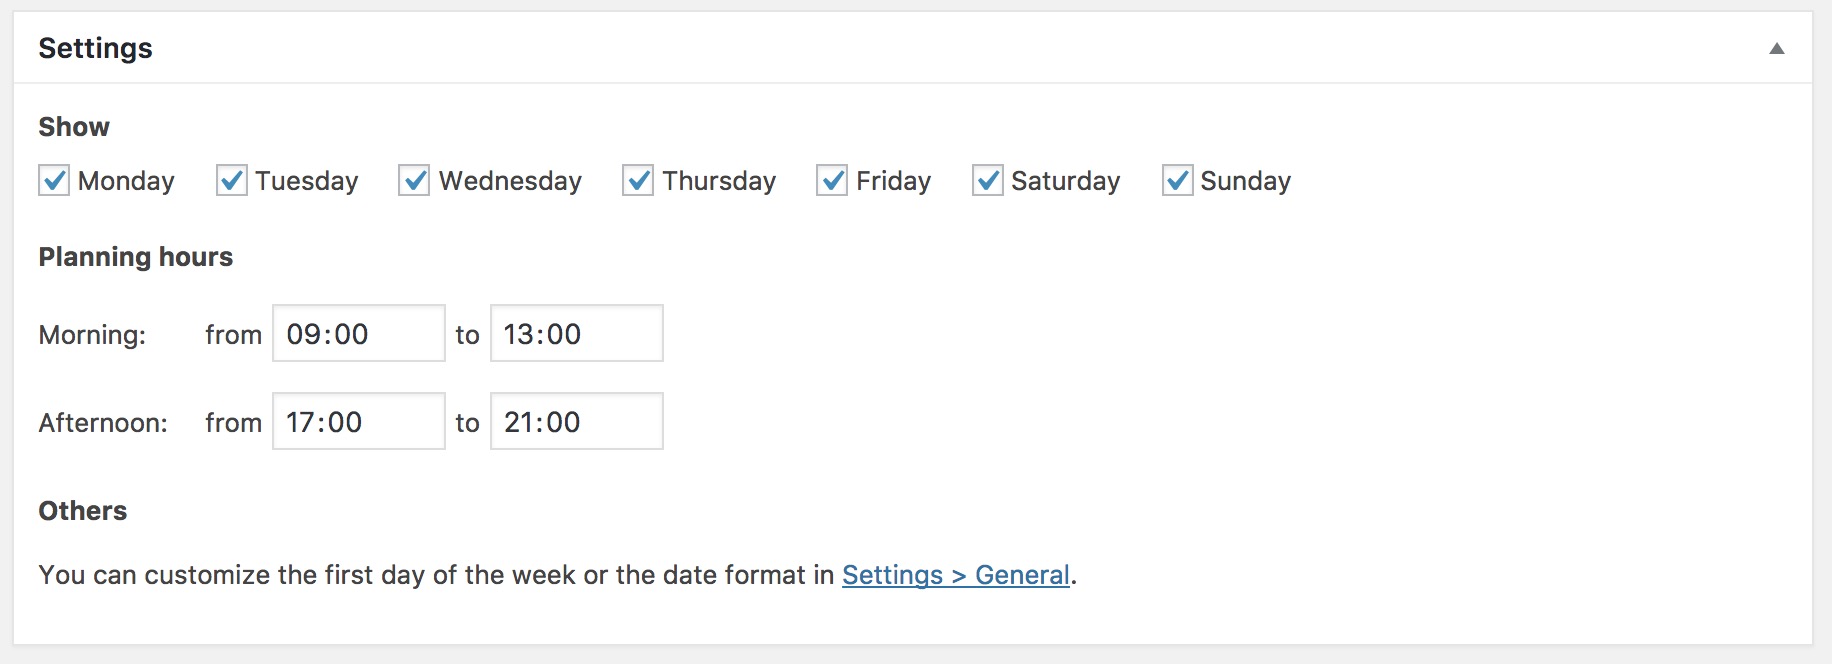 Settings
Show
Monday Tuesday Wednesday Thursday Friday Saturday Sunday
Planning hours
Morning: from 09:00 to 13:00
Afternoon: from 17:00 to 21:00
Others
You can customize the first day of the week or the date format in Settings > General.